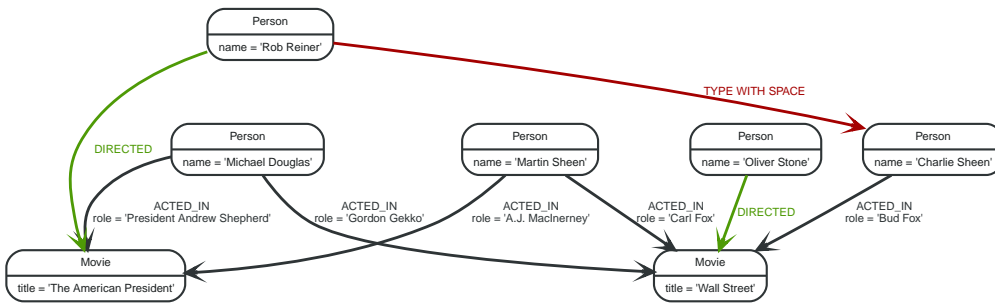 Person
name = 'Rob Reiner'
TYPE WITH SPACE
Person
name = 'Michael Douglas'
Person
name = 'Martin Sheen'
Person
name = 'Oliver Stone'
Person
name = 'Charlie Sheen'
DIRECTED
ACTED_IN
role = 'President Andrew Shepherd'
ACTED_IN
role = 'Gordon Gekko'
ACTED_IN
role = 'A.J. MacInerney'
ACTED_IN
role = 'Carl Fox'
DIRECTED
ACTED_IN
role = 'Bud Fox'
Movie
title = 'The American President'
Movie
title = 'Wall Street'